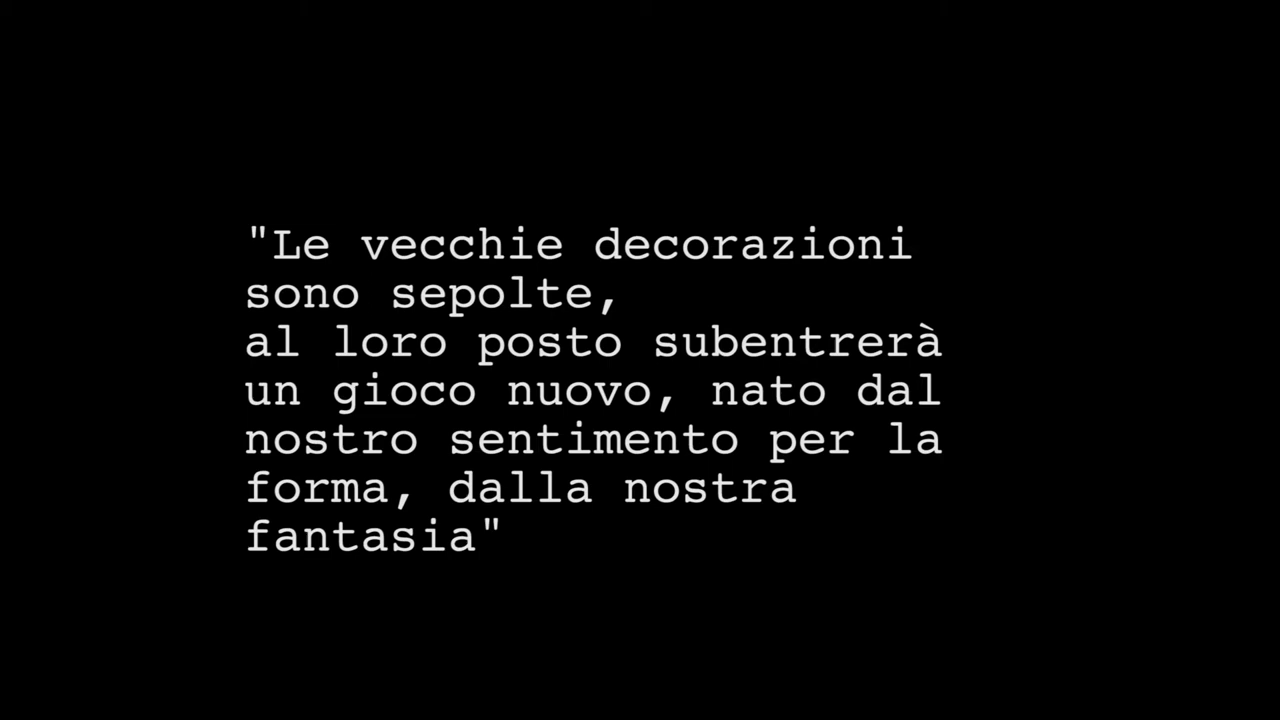 "Le vecchie decorazioni
sono sepolte,
al loro posto subentrerà
un gioco nuovo, nato dal
nostro sentimento per la
forma, dalla nostra
fantasia"